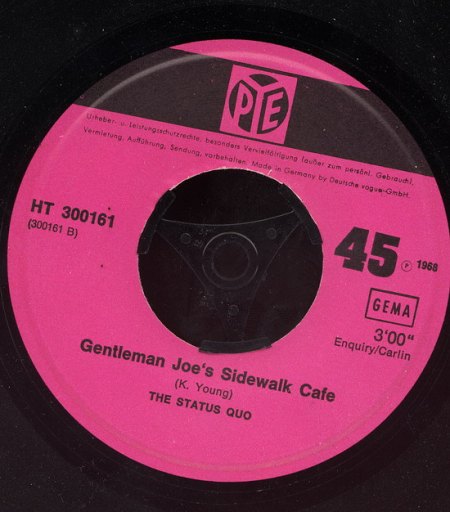 PYE
Urheber- u. Leistungsschutzrechte, besonders Vervielfältigung (außer zum persönl. Gebrauch),
Vermietung, Aufführung, Sendung, vorbehalten. Made in Germany by Deutsche vogue-GmbH
HT 300161
(300161 B)
45 Ⓟ 1968
GEMA
3'00"
Enquiry/Carlin
Gentleman Joe's Sidewalk Cafe
(K. Young)
THE STATUS QUO